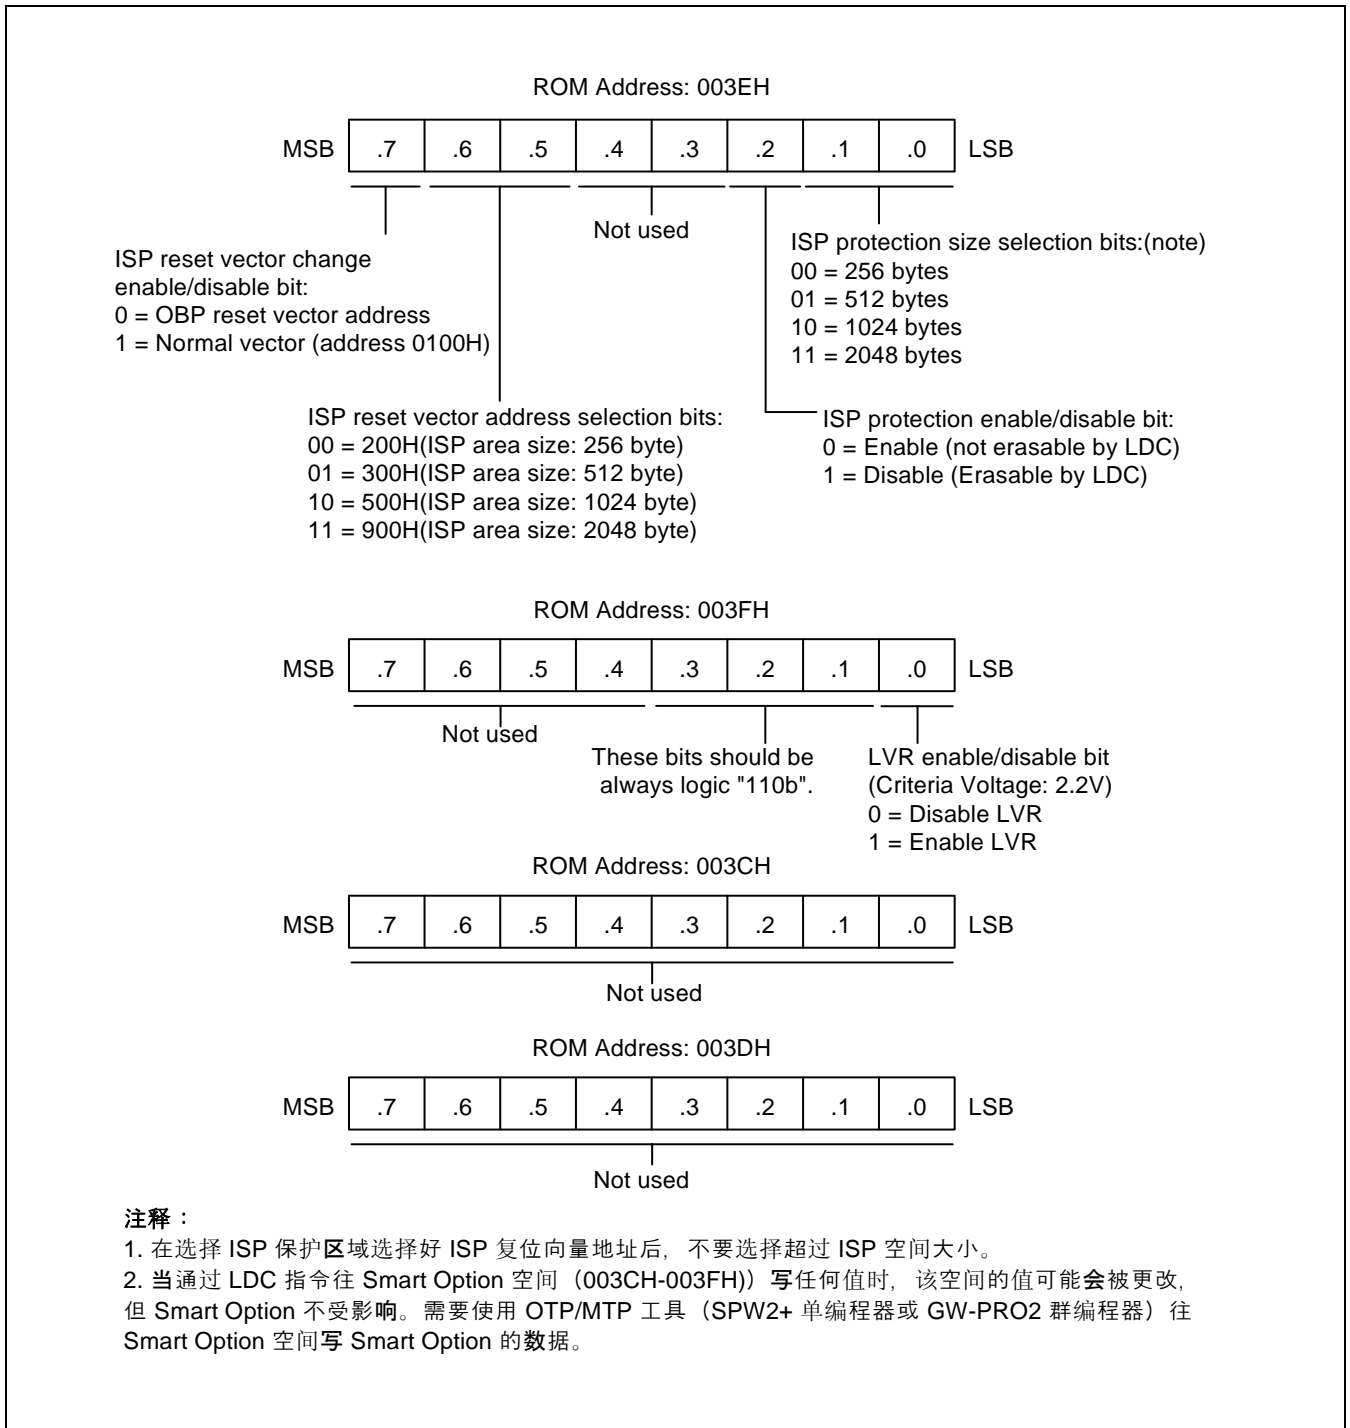 ROM Address: 003EH
MSB .7 .6 .5 .4 .3 .2 .1 .0 LSB
Not used
ISP reset vector change
enable/disable bit:
0 = OBP reset vector address
1 = Normal vector (address 0100H)
ISP protection size selection bits:(note)
00 = 256 bytes
01 = 512 bytes
10 = 1024 bytes
11 = 2048 bytes
ISP reset vector address selection bits:
00 = 200H(ISP area size: 256 byte)
01 = 300H(ISP area size: 512 byte)
10 = 500H(ISP area size: 1024 byte)
11 = 900H(ISP area size: 2048 byte)
ISP protection enable/disable bit:
0 = Enable (not erasable by LDC)
1 = Disable (Erasable by LDC)
ROM Address: 003FH
MSB .7 .6 .5 .4 .3 .2 .1 .0 LSB
Not used
These bits should be
always logic "110b".
LVR enable/disable bit
(Criteria Voltage: 2.2V)
0 = Disable LVR
1 = Enable LVR
ROM Address: 003CH
MSB .7 .6 .5 .4 .3 .2 .1 .0 LSB
Not used
ROM Address: 003DH
MSB .7 .6 .5 .4 .3 .2 .1 .0 LSB
Not used
注释：
1. 在选择 ISP 保护区域选择好 ISP 复位向量地址后，不要选择超过 ISP 空间大小。
2. 当通过 LDC 指令往 Smart Option 空间（003CH-003FH)）写任何值时，该空间的值可能会被更改，
但 Smart Option 不受影响。需要使用 OTP/MTP 工具（SPW2+ 单编程器或 GW-PRO2 群编程器）往
Smart Option 空间写 Smart Option 的数据。